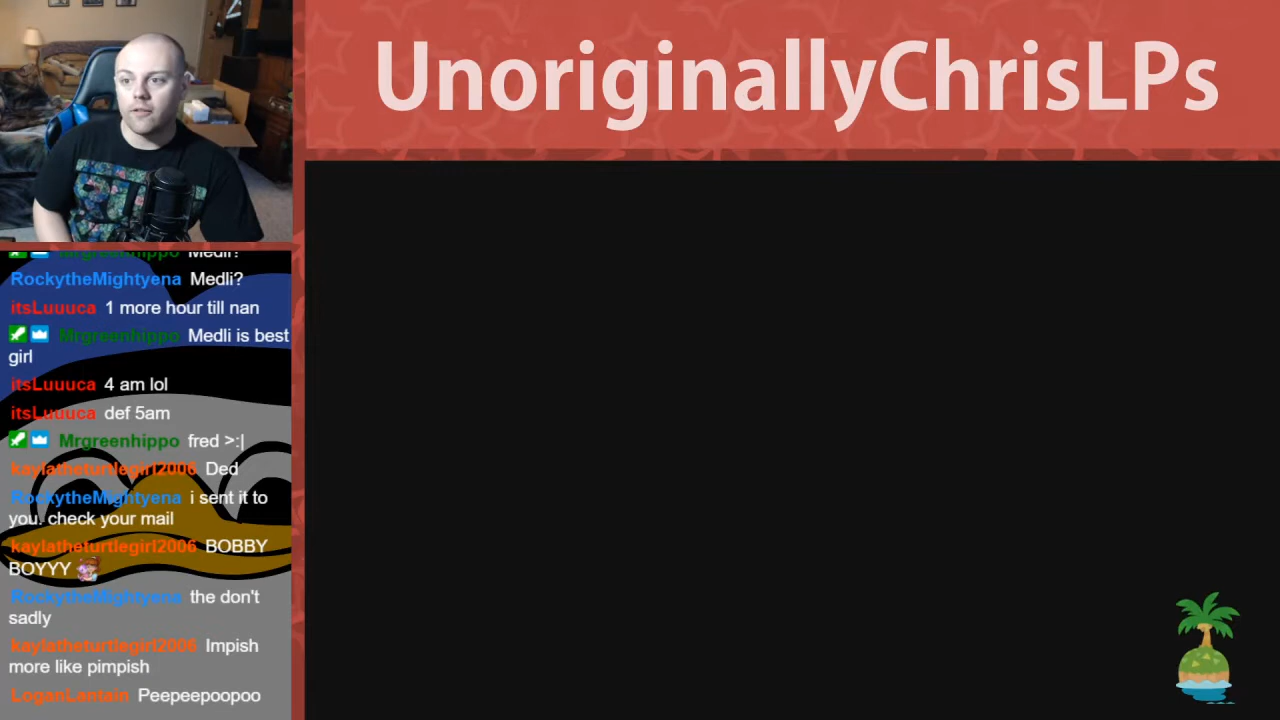 UnoriginallyChrisLPs
Mrgreenhippo Medli?
RockytheMightyena Medli?
itsLuuuca 1 more hour till nan
Mrgreenhippo Medli is best
girl
itsLuuuca 4 am lol
itsLuuuca def 5am
Mrgreenhippo fred >:|
kaylatheturtlegirl2006 Ded
RockytheMightyena i sent it to
you. check your mail
kaylatheturtlegirl2006 BOBBY
BOYYY
RockytheMightyena the don't
sadly
kaylatheturtlegirl2006 Impish
more like pimpish
LoganLantain Peepeepoopoo